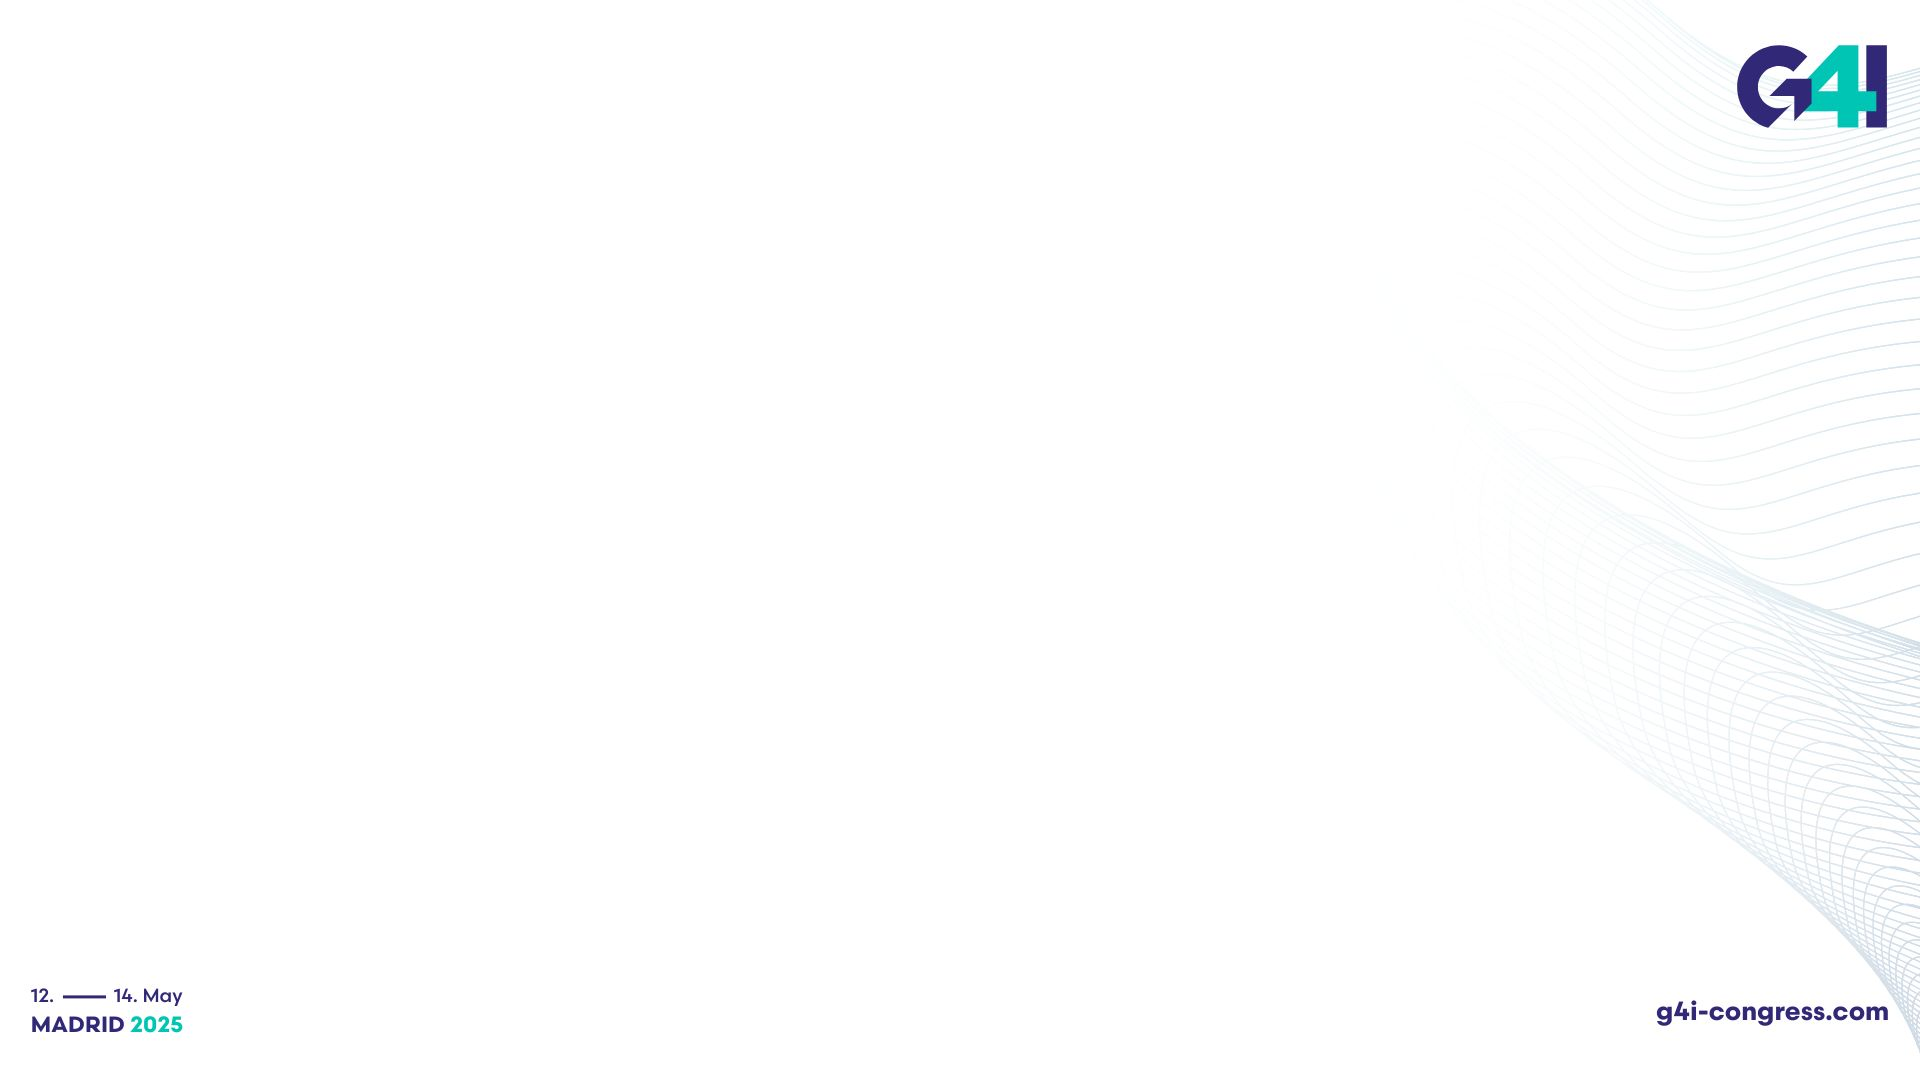 G4I
12. — 14. May
MADRID 2025
g4i-congress.com